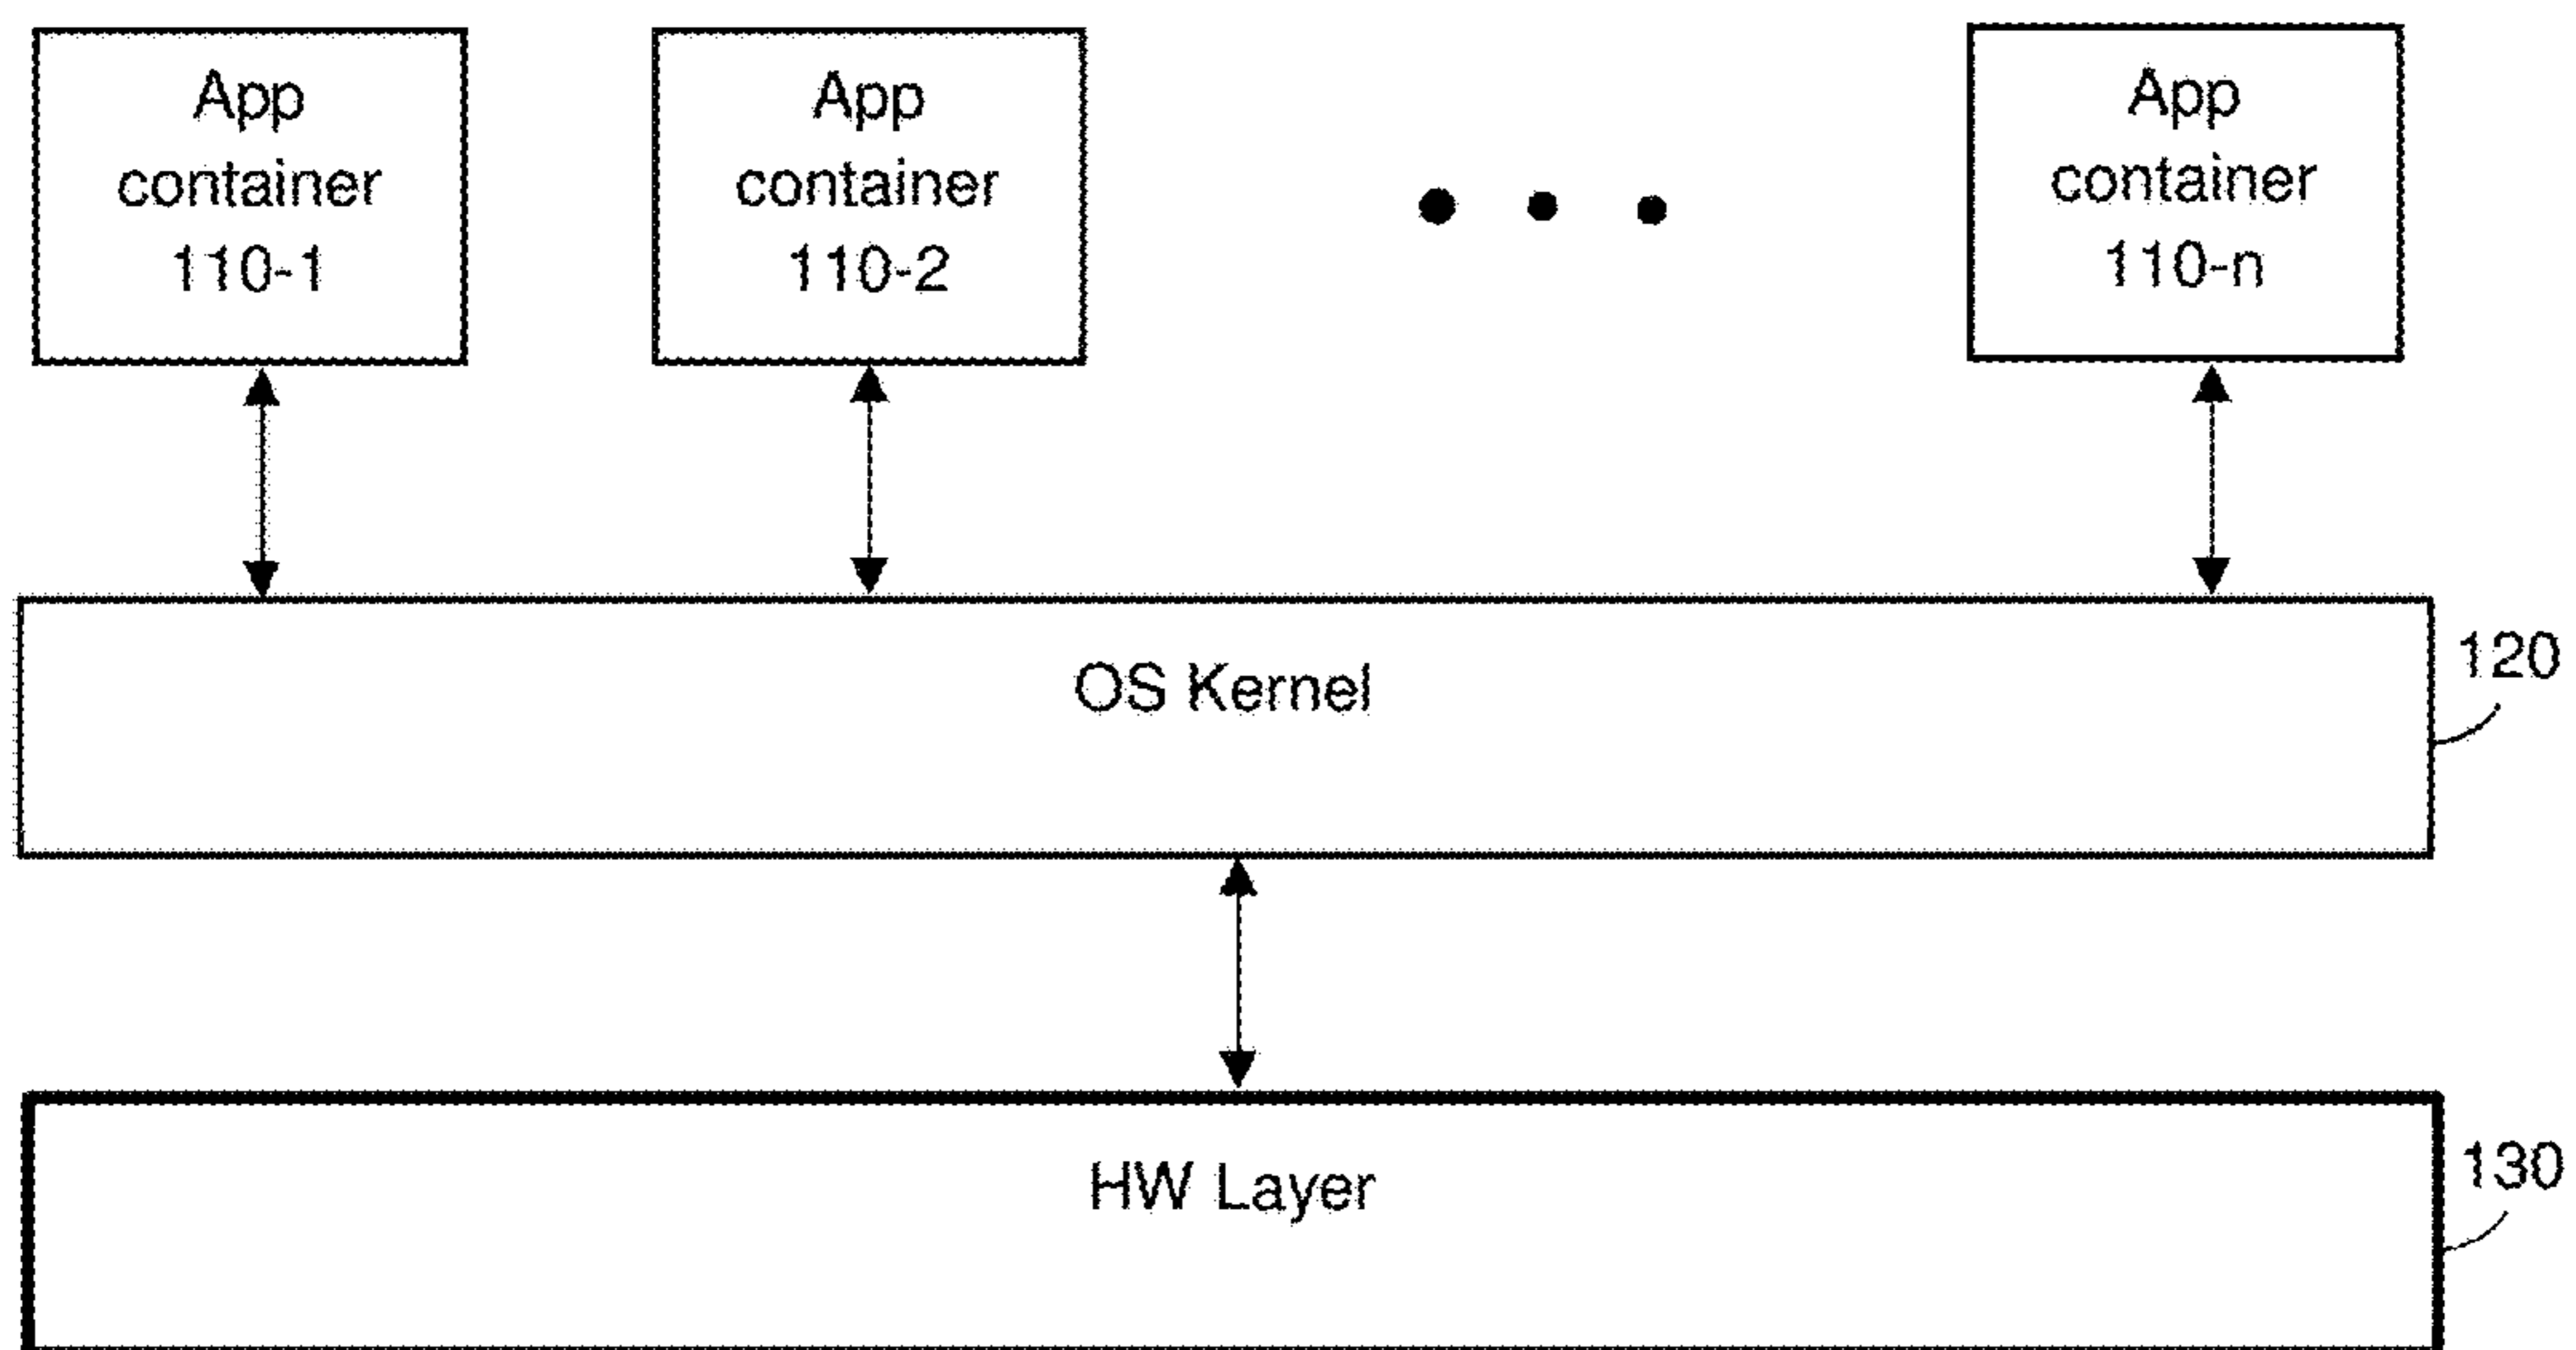 App
container
110-1
App
container
110-2
App
container
110-n
OS Kernel
120
HW Layer
130